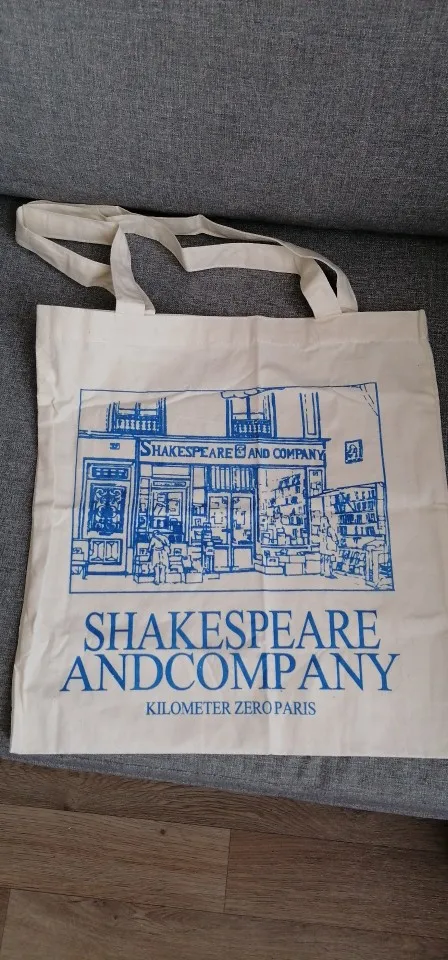 SHAKESPEARE AND COMPANY
SHAKESPEARE
ANDCOMPANY
KILOMETER ZERO PARIS